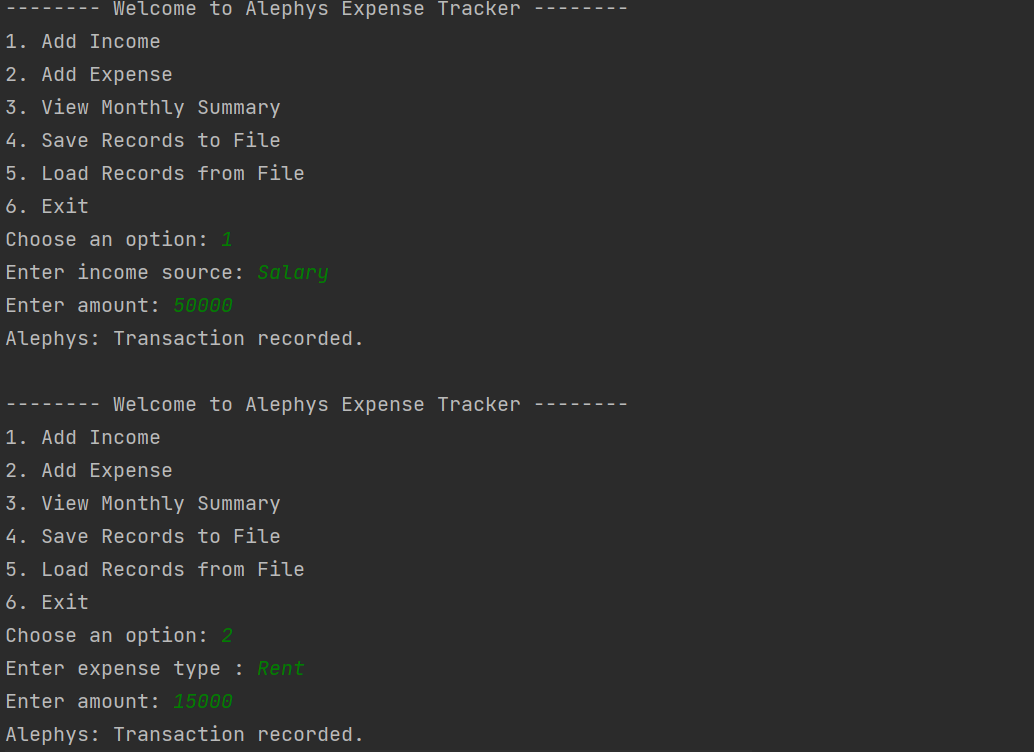 -------- Welcome to Alephys Expense Tracker --------
1. Add Income
2. Add Expense
3. View Monthly Summary
4. Save Records to File
5. Load Records from File
6. Exit
Choose an option: 1
Enter income source: Salary
Enter amount: 50000
Alephys: Transaction recorded.

-------- Welcome to Alephys Expense Tracker --------
1. Add Income
2. Add Expense
3. View Monthly Summary
4. Save Records to File
5. Load Records from File
6. Exit
Choose an option: 2
Enter expense type : Rent
Enter amount: 15000
Alephys: Transaction recorded.